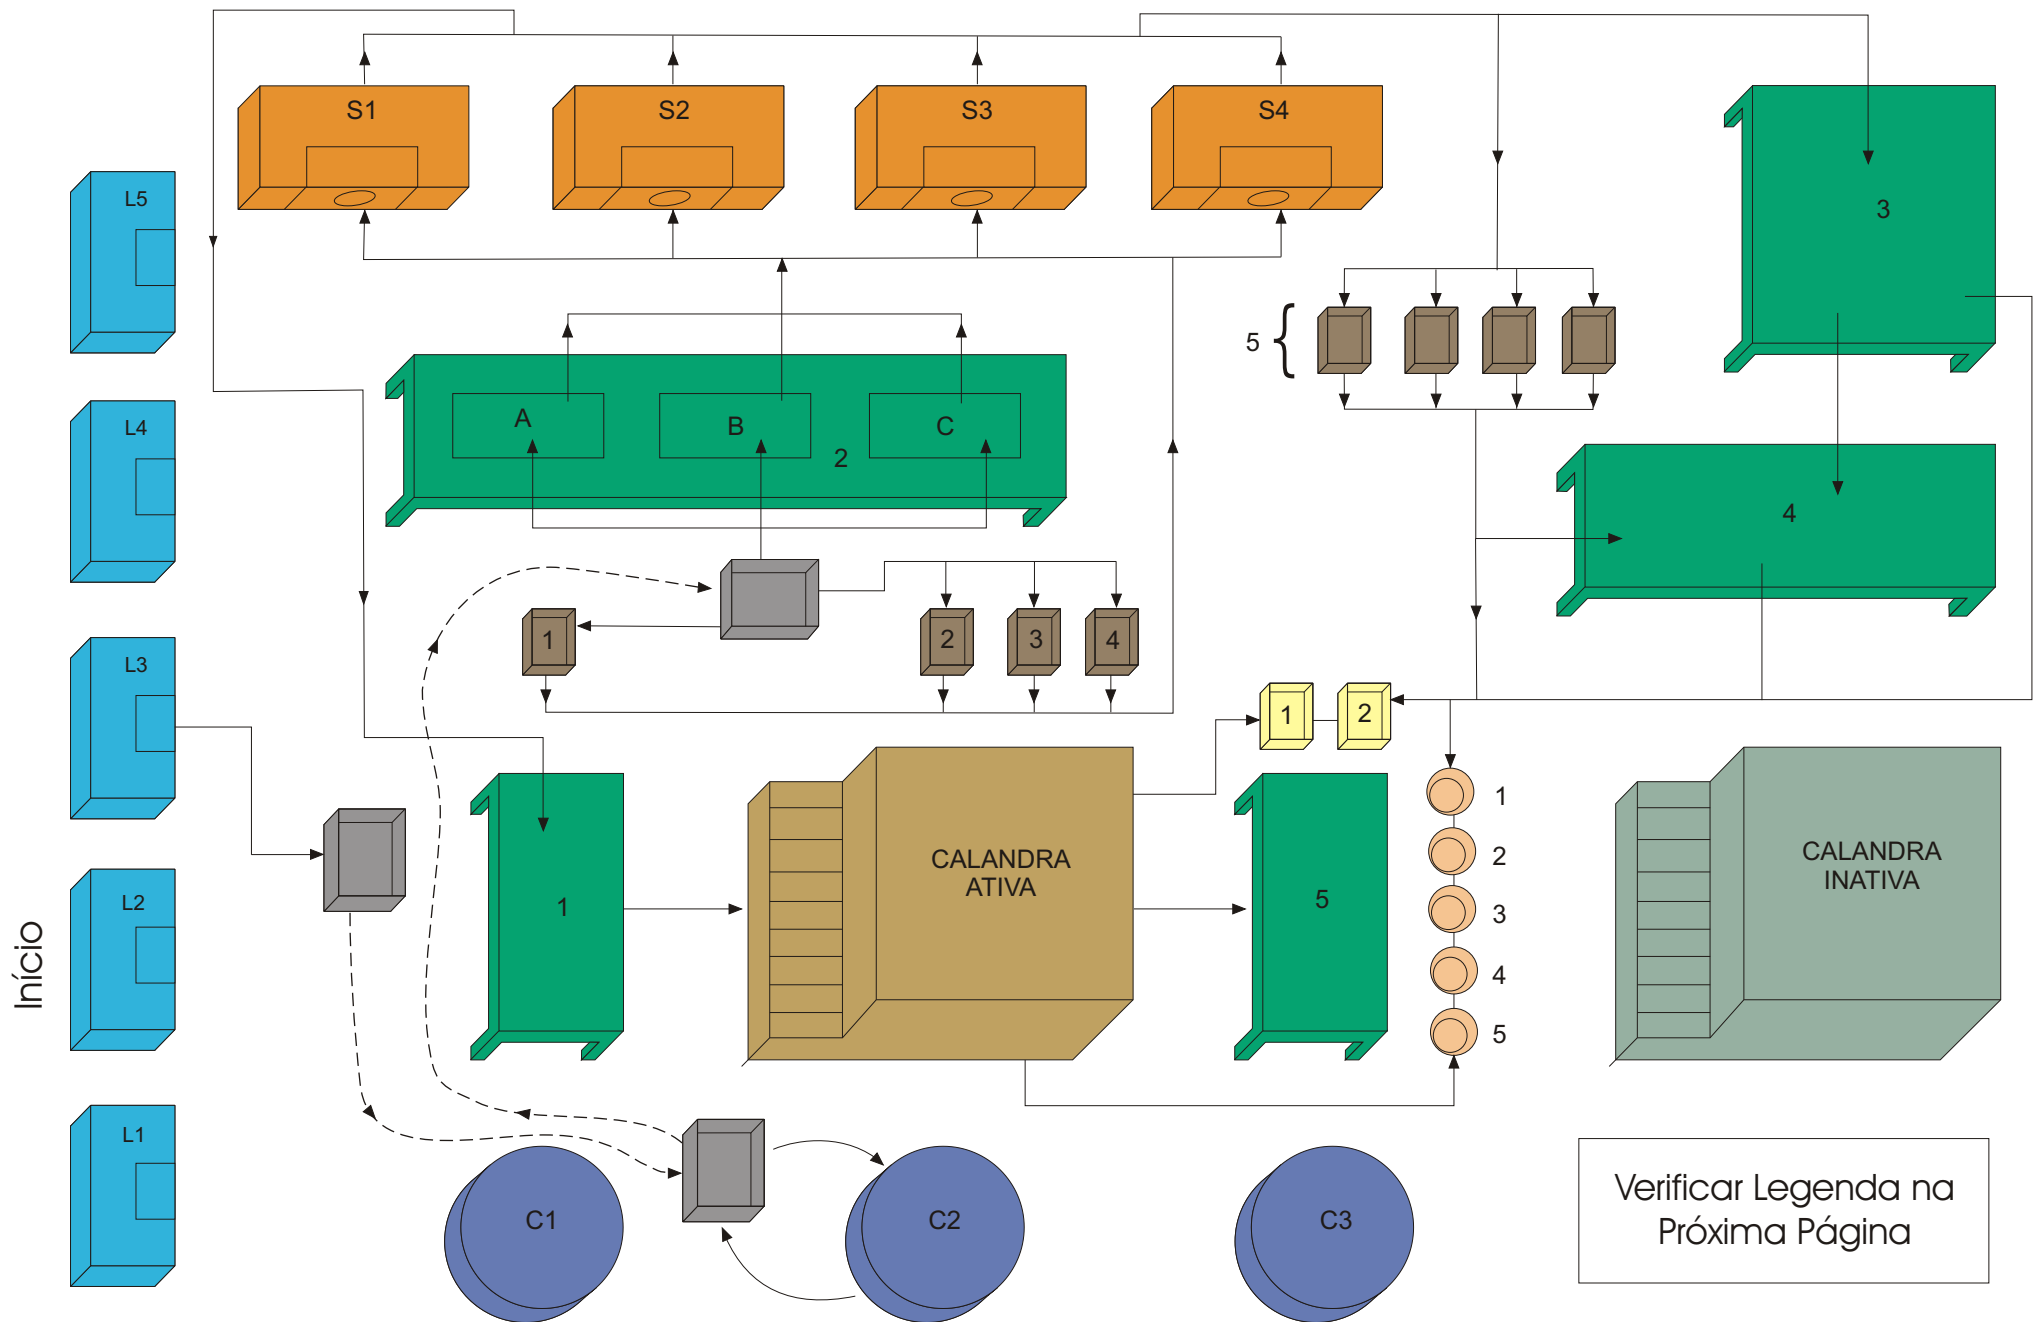 S1
S2
S3
S4
L5
3
5
A
B
C
2
L4
4
1
2
3
4
L3
1
2
1
CALANDRA
ATIVA
1
5
2
3
4
5
CALANDRA
INATIVA
1
L2
Início
L1
C1
C2
C3
Verificar Legenda na
Próxima Página